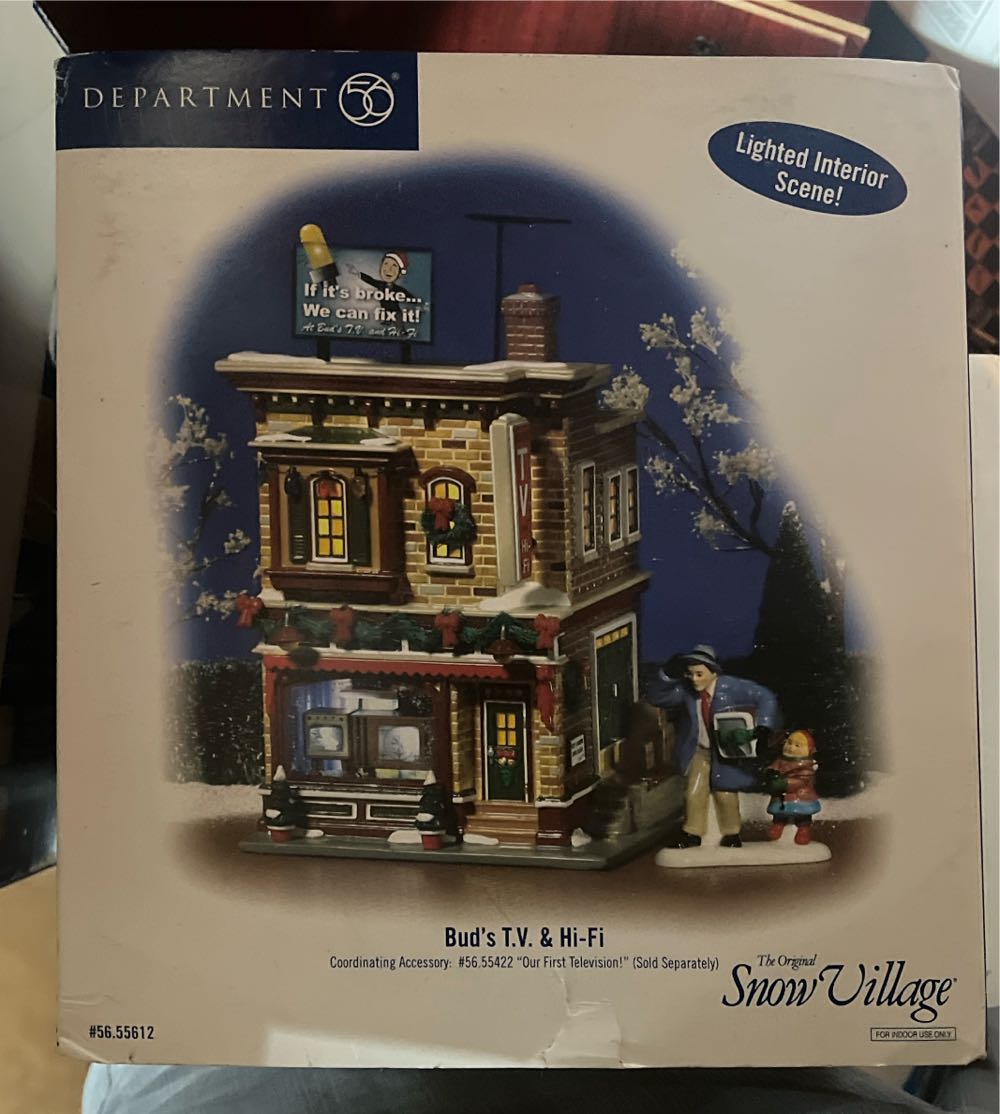 DEPARTMENT 56®
Lighted Interior
Scene!
If it's broke...
We can fix it!
At Bud's T.V. and Hi-Fi
TV
Hi-Fi
Bud's T.V. & Hi-Fi
Coordinating Accessory: #56.55422 "Our First Television!" (Sold Separately)
The Original
Snow Village®
#56.55612
FOR INDOOR USE ONLY